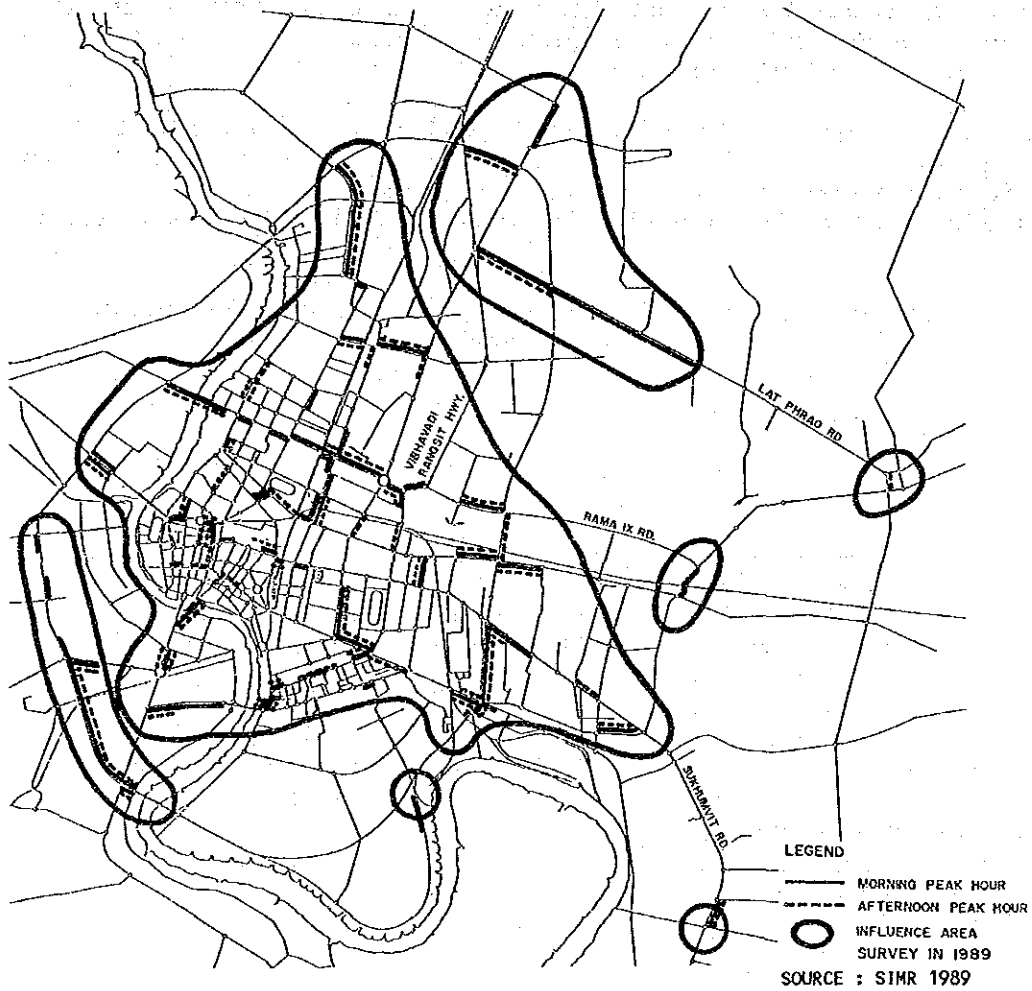 VIBHAVADI
RANGSIT HWY.
LAT PHRAO RD.
RAMA IX RD.
SUKHUMVIT RD.
LEGEND
MORNING PEAK HOUR
AFTERNOON PEAK HOUR
INFLUENCE AREA
SURVEY IN 1989
SOURCE : SIMR 1989